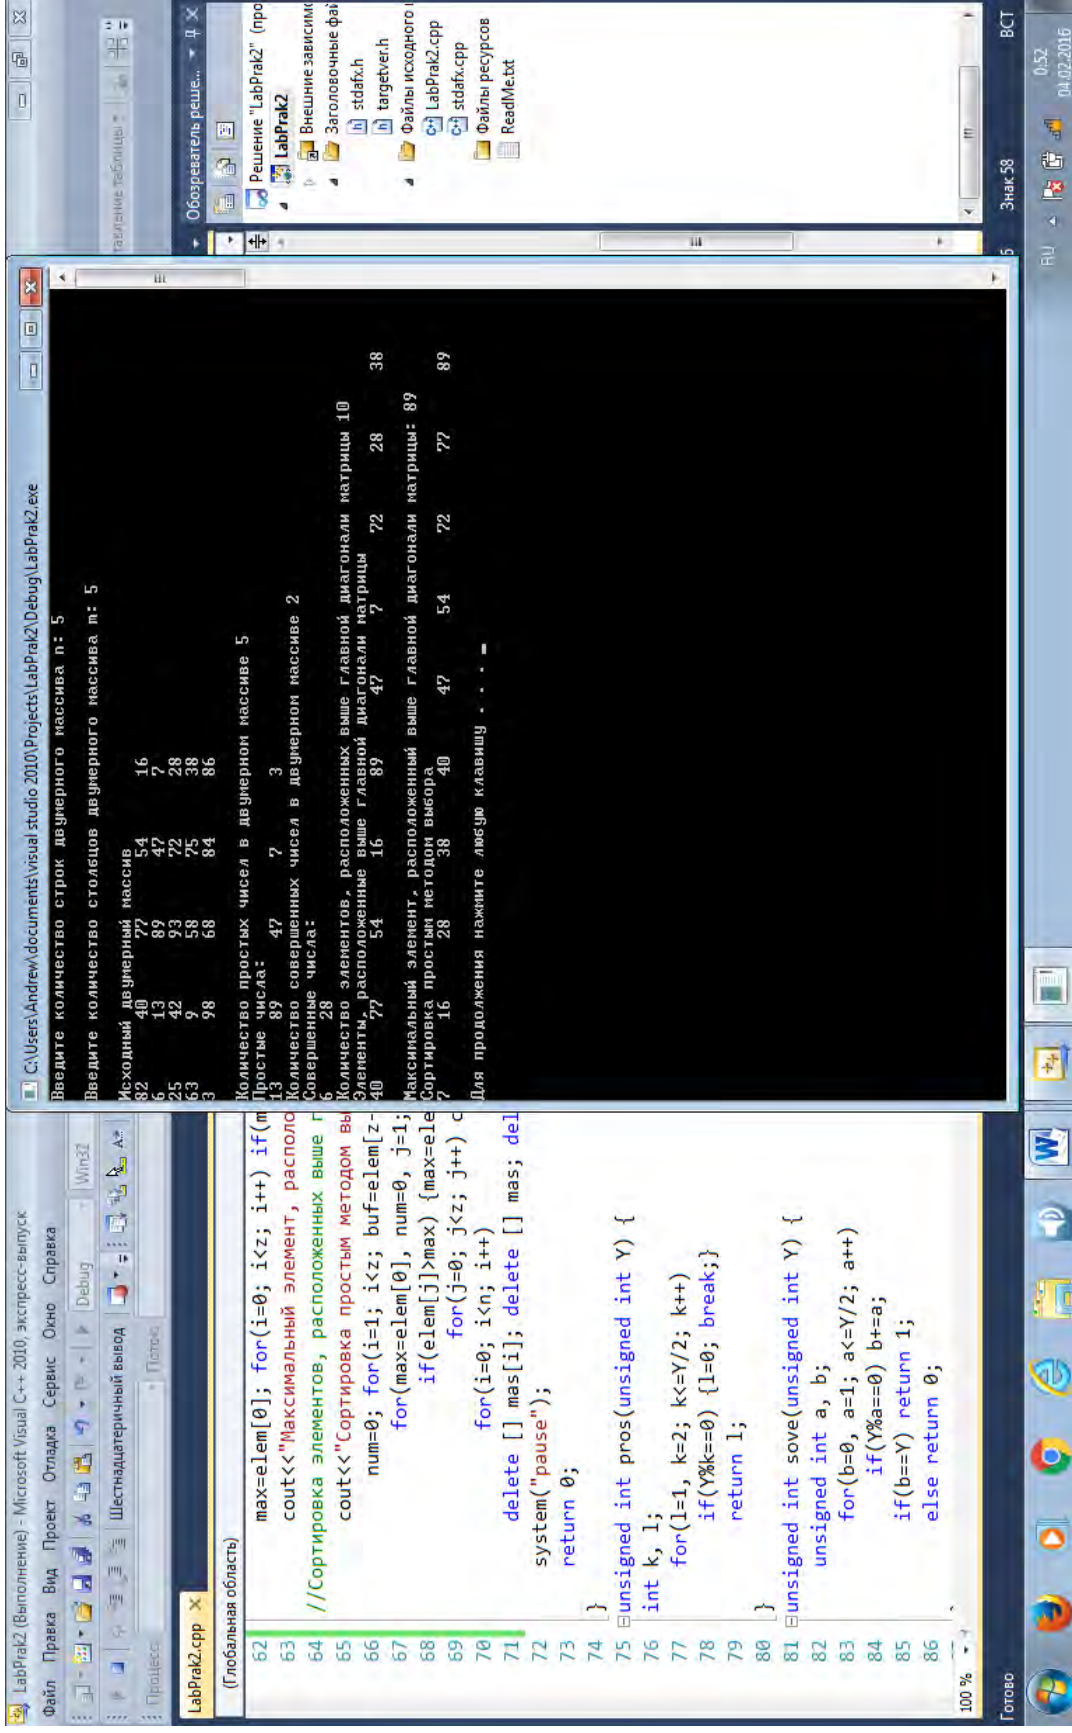 LabPrak2 (Выполнение) - Microsoft Visual C++ 2010, экспресс-выпуск
Файл Правка Вид Проект Отладка Сервис Окно Справка
Debug Win32
Процесс: Поток:
Шестнадцатеричный вывод
LabPrak2.cpp
(Глобальная область)
62 max=elem[0]; for(i=0; i<z; i++) if(m
63 cout<<"Максимальный элемент, располо
64 //Сортировка элементов, расположенных выше г
65 cout<<"Сортировка простым методом вы
66 num=0; for(i=1; i<z; buf=elem[z-
67 for(max=elem[0], num=0, j=1;
68 if(elem[j]>max) {max=ele
69 for(j=0; j<z; j++) c
70 for(i=0; i<n; i++)
71 delete [] mas[i]; delete [] mas; del
72 system("pause");
73 return 0;
74 }
75 unsigned int pros(unsigned int Y) {
76 int k, l;
77 for(l=1, k=2; k<=Y/2; k++)
78 if(Y%k==0) {l=0; break;}
79 return l;
80 }
81 unsigned int sove(unsigned int Y) {
82 unsigned int a, b;
83 for(b=0, a=1; a<=Y/2; a++)
84 if(Y%a==0) b+=a;
85 if(b==Y) return 1;
86 else return 0;
100 %
Готово
C:\Users\Andrew\documents\visual studio 2010\Projects\LabPrak2\Debug\LabPrak2.exe
Введите количество строк двумерного массива n: 5
Введите количество столбцов двумерного массива m: 5
Исходный двумерный массив
82 40 77 54 16
6 13 89 47 7
25 42 93 72 28
63 9 58 75 38
3 98 68 84 86
Количество простых чисел в двумерном массиве 5
Простые числа:
13 89 47 7 3
Количество совершенных чисел в двумерном массиве 2
Совершенные числа:
6 28
Количество элементов, расположенных выше главной диагонали матрицы 10
Элементы, расположенные выше главной диагонали матрицы
40 77 54 16 89 47 7 72 28 38
Максимальный элемент, расположенный выше главной диагонали матрицы: 89
Сортировка простым методом выбора
7 16 28 38 40 47 54 72 77 89
Для продолжения нажмите любую клавишу . . .
тавление таблицы
Обозреватель реше...
Решение "LabPrak2" (про
LabPrak2
Внешние зависимо
Заголовочные фай
stdafx.h
targetver.h
Файлы исходного
LabPrak2.cpp
stdafx.cpp
Файлы ресурсов
ReadMe.txt
Знак 58 ВСТ
RU
0:52
04.02.2016